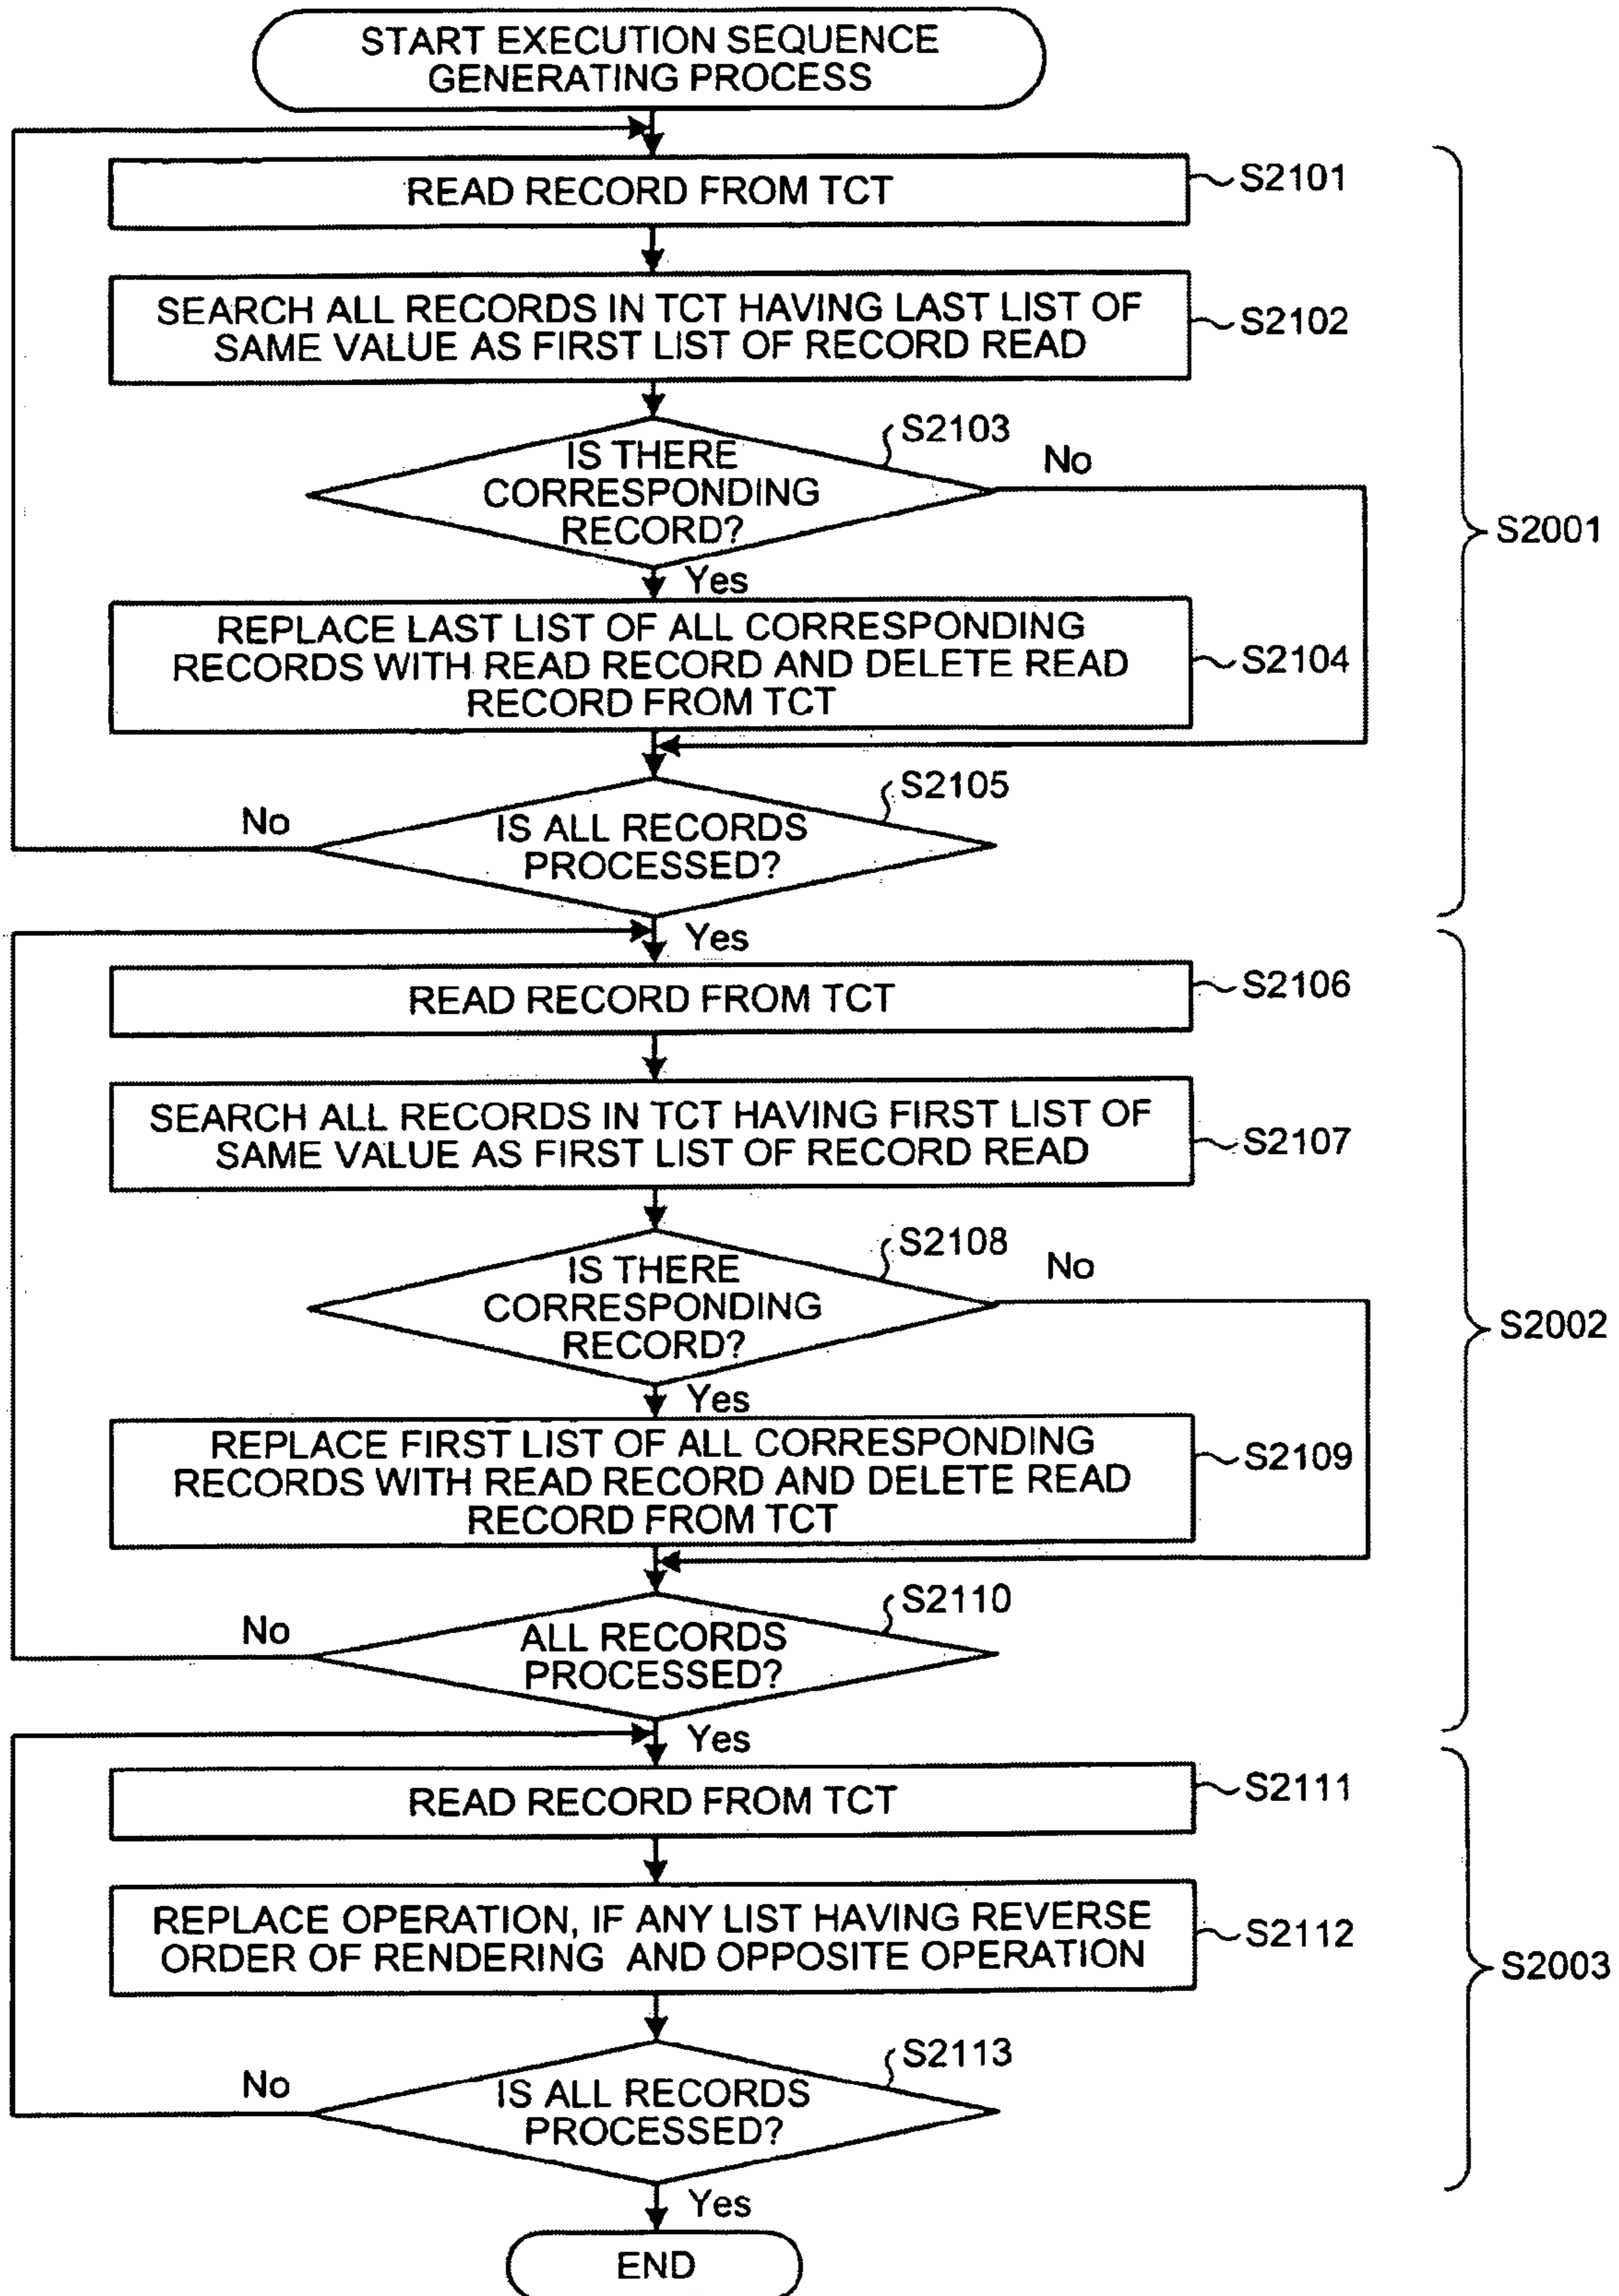 START EXECUTION SEQUENCE
GENERATING PROCESS
READ RECORD FROM TCT
S2101
SEARCH ALL RECORDS IN TCT HAVING LAST LIST OF
SAME VALUE AS FIRST LIST OF RECORD READ
S2102
S2103
IS THERE
CORRESPONDING
RECORD?
No
S2001
Yes
REPLACE LAST LIST OF ALL CORRESPONDING
RECORDS WITH READ RECORD AND DELETE READ
RECORD FROM TCT
S2104
S2105
No
IS ALL RECORDS
PROCESSED?
Yes
READ RECORD FROM TCT
S2106
SEARCH ALL RECORDS IN TCT HAVING FIRST LIST OF
SAME VALUE AS FIRST LIST OF RECORD READ
S2107
S2108
IS THERE
CORRESPONDING
RECORD?
No
S2002
Yes
REPLACE FIRST LIST OF ALL CORRESPONDING
RECORDS WITH READ RECORD AND DELETE READ
RECORD FROM TCT
S2109
S2110
No
ALL RECORDS
PROCESSED?
Yes
READ RECORD FROM TCT
S2111
REPLACE OPERATION, IF ANY LIST HAVING REVERSE
ORDER OF RENDERING AND OPPOSITE OPERATION
S2112
S2003
S2113
No
IS ALL RECORDS
PROCESSED?
Yes
END